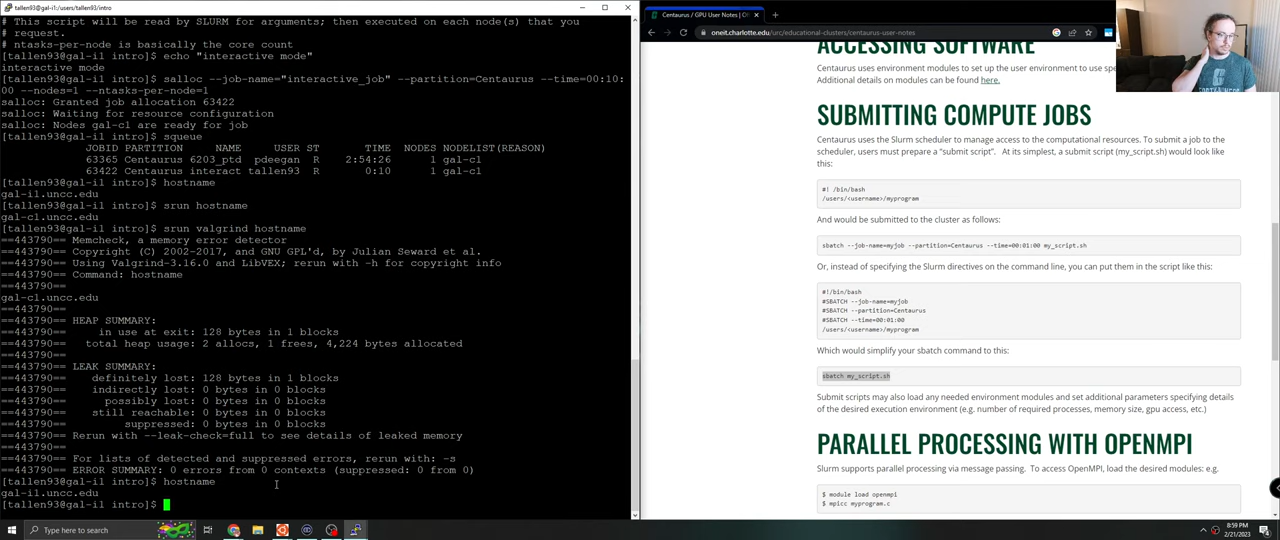 tallen93@gal-i1:/users/tallen93/intro
# This script will be read by SLURM for arguments; then executed on each node(s) that you
request.
# ntasks-per-node is basically the core count
[tallen93@gal-i1 intro]$ echo "interactive mode"
interactive mode
[tallen93@gal-i1 intro]$ salloc --job-name="interactive_job" --partition=Centaurus --time=00:10:
00 --nodes=1 --ntasks-per-node=1
salloc: Granted job allocation 63422
salloc: Waiting for resource configuration
salloc: Nodes gal-c1 are ready for job
[tallen93@gal-i1 intro]$ squeue
JOBID PARTITION NAME USER ST TIME NODES NODELIST(REASON)
63365 Centaurus 6203_ptd pdeegan R 2:54:26 1 gal-c1
63422 Centaurus interact tallen93 R 0:10 1 gal-c1
[tallen93@gal-i1 intro]$ hostname
gal-i1.uncc.edu
[tallen93@gal-i1 intro]$ srun hostname
gal-c1.uncc.edu
[tallen93@gal-i1 intro]$ srun valgrind hostname
==443790== Memcheck, a memory error detector
==443790== Copyright (C) 2002-2017, and GNU GPL'd, by Julian Seward et al.
==443790== Using Valgrind-3.16.0 and LibVEX; rerun with -h for copyright info
==443790== Command: hostname
==443790==
gal-c1.uncc.edu
==443790==
==443790== HEAP SUMMARY:
==443790== in use at exit: 128 bytes in 1 blocks
==443790== total heap usage: 2 allocs, 1 frees, 4,224 bytes allocated
==443790==
==443790== LEAK SUMMARY:
==443790== definitely lost: 128 bytes in 1 blocks
==443790== indirectly lost: 0 bytes in 0 blocks
==443790== possibly lost: 0 bytes in 0 blocks
==443790== still reachable: 0 bytes in 0 blocks
==443790== suppressed: 0 bytes in 0 blocks
==443790== Rerun with --leak-check=full to see details of leaked memory
==443790==
==443790== For lists of detected and suppressed errors, rerun with: -s
==443790== ERROR SUMMARY: 0 errors from 0 contexts (suppressed: 0 from 0)
[tallen93@gal-i1 intro]$ hostname
gal-i1.uncc.edu
[tallen93@gal-i1 intro]$
Centaurus / GPU User Notes | O
oneit.charlotte.edu/urc/educational-clusters/centaurus-user-notes
ACCESSING SOFTWARE
Centaurus uses environment modules to set up the user environment to use spe
Additional details on modules can be found here.
SUBMITTING COMPUTE JOBS
Centaurus uses the Slurm scheduler to manage access to the computational resources. To submit a job to the
scheduler, users must prepare a “submit script”. At its simplest, a submit script (my_script.sh) would look like
this:
#! /bin/bash
/users/<username>/myprogram
And would be submitted to the cluster as follows:
sbatch --job-name=myjob --partition=Centaurus --time=00:01:00 my_script.sh
Or, instead of specifying the Slurm directives on the command line, you can put them in the script like this:
#!/bin/bash
#SBATCH --job-name=myjob
#SBATCH --partition=Centaurus
#SBATCH --time=00:01:00
/users/<username>/myprogram
Which would simplify your sbatch command to this:
sbatch my_script.sh
Submit scripts may also load any needed environment modules and set additional parameters specifying details
of the desired execution environment (e.g. number of required processes, memory size, gpu access, etc.)
PARALLEL PROCESSING WITH OPENMPI
Slurm supports parallel processing via message passing. To access OpenMPI, load the desired modules: e.g.
$ module load openmpi
$ mpicc myprogram.c
Type here to search
8:59 PM
2/21/2023